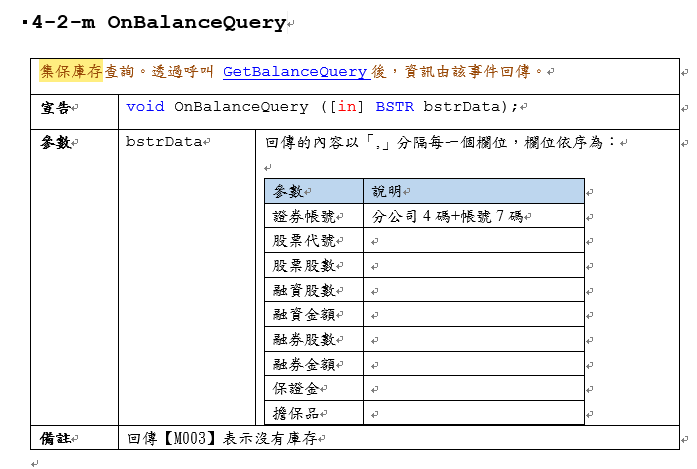 4-2-m OnBalanceQuery
集保庫存查詢。透過呼叫 GetBalanceQuery 後，資訊由該事件回傳。
宣告 void OnBalanceQuery ([in] BSTR bstrData);
參數 bstrData 回傳的內容以「,」分隔每一個欄位，欄位依序為：
參數 說明
證券帳號 分公司 4 碼+帳號 7 碼
股票代號
股票股數
融資股數
融資金額
融券股數
融券金額
保證金
擔保品
備註 回傳【M003】表示沒有庫存